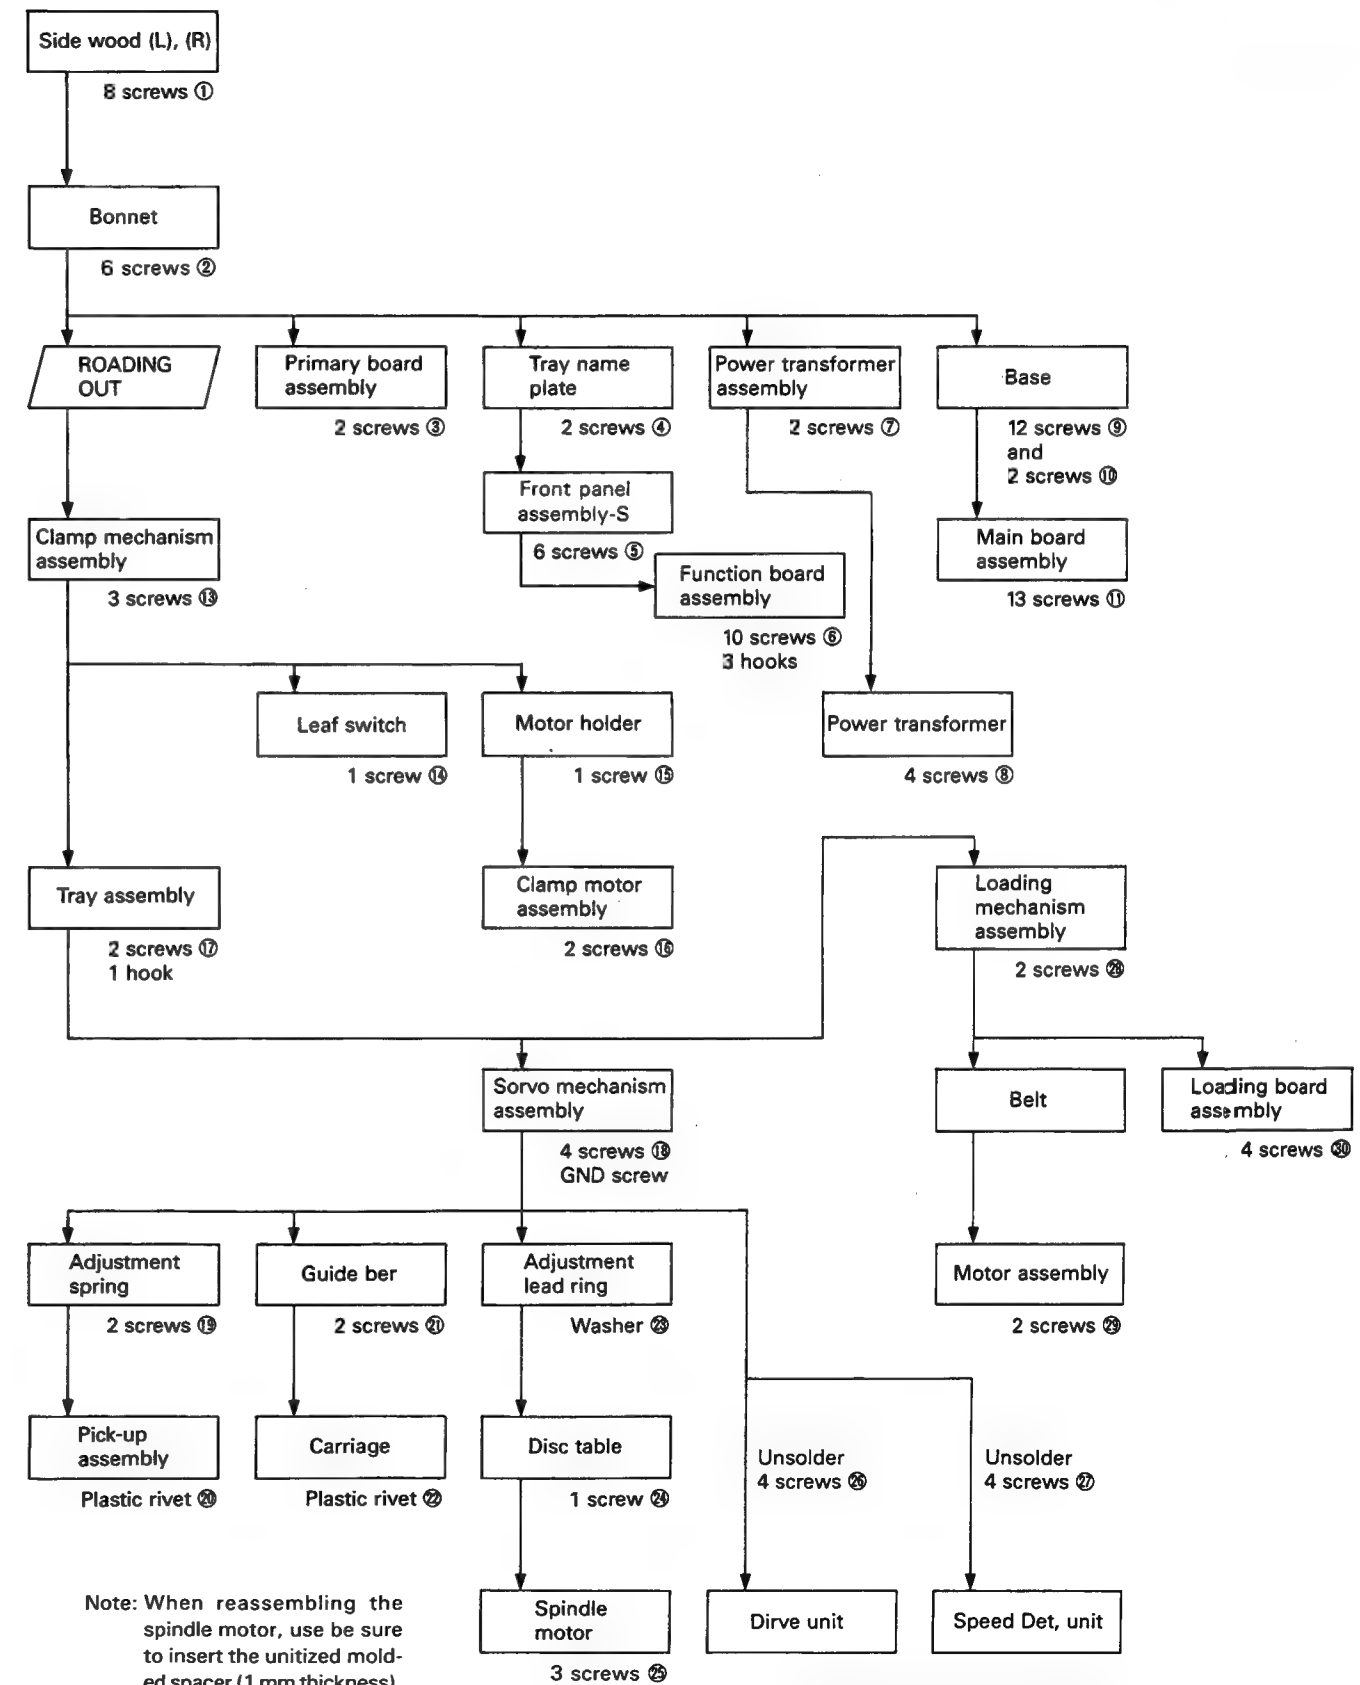 Side wood (L), (R)
8 screws ①
Bonnet
6 screws ②
ROADING
OUT
Primary board
assembly
2 screws ③
Tray name
plate
2 screws ④
Power transformer
assembly
2 screws ⑦
Base
12 screws ⑨
and
2 screws ⑩
Front panel
assembly-S
6 screws ⑤
Clamp mechanism
assembly
3 screws ⑬
Function board
assembly
10 screws ⑥
3 hooks
Main board
assembly
13 screws ⑪
Leaf switch
1 screw ⑭
Motor holder
1 screw ⑮
Power transformer
4 screws ⑧
Tray assembly
2 screws ⑰
1 hook
Clamp motor
assembly
2 screws ⑯
Loading
mechanism
assembly
2 screws ㉘
Sorvo mechanism
assembly
4 screws ⑱
GND screw
Belt
Loading board
assembly
4 screws ㉚
Adjustment
spring
2 screws ⑲
Guide ber
2 screws ㉑
Adjustment
lead ring
Washer ㉓
Motor assembly
2 screws ㉙
Pick-up
assembly
Plastic rivet ⑳
Carriage
Plastic rivet ㉒
Disc table
1 screw ㉔
Unsolder
4 screws ㉖
Unsolder
4 screws ㉗
Spindle
motor
3 screws ㉕
Dirve unit
Speed Det, unit
Note: When reassembling the
spindle motor, use be sure
to insert the unitized mold-
ed spacer (1 mm thickness).